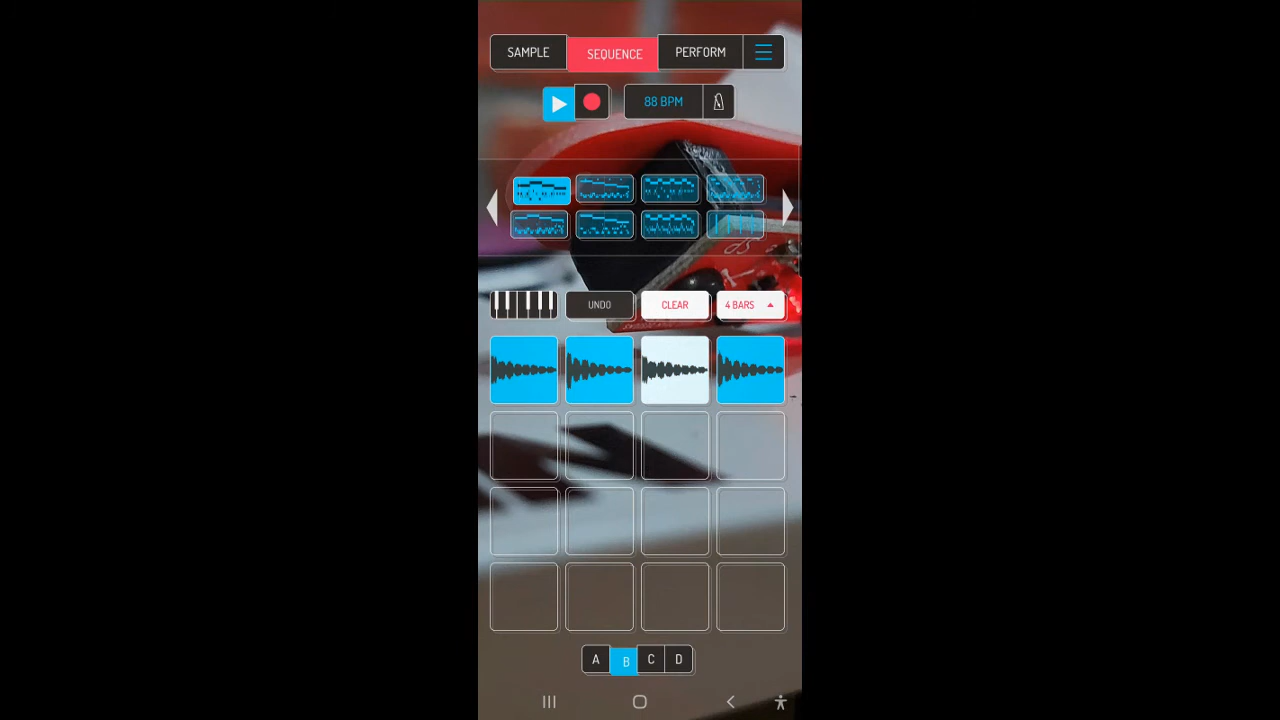 SAMPLE SEQUENCE PERFORM
88 BPM
UNDO CLEAR 4 BARS
A B C D